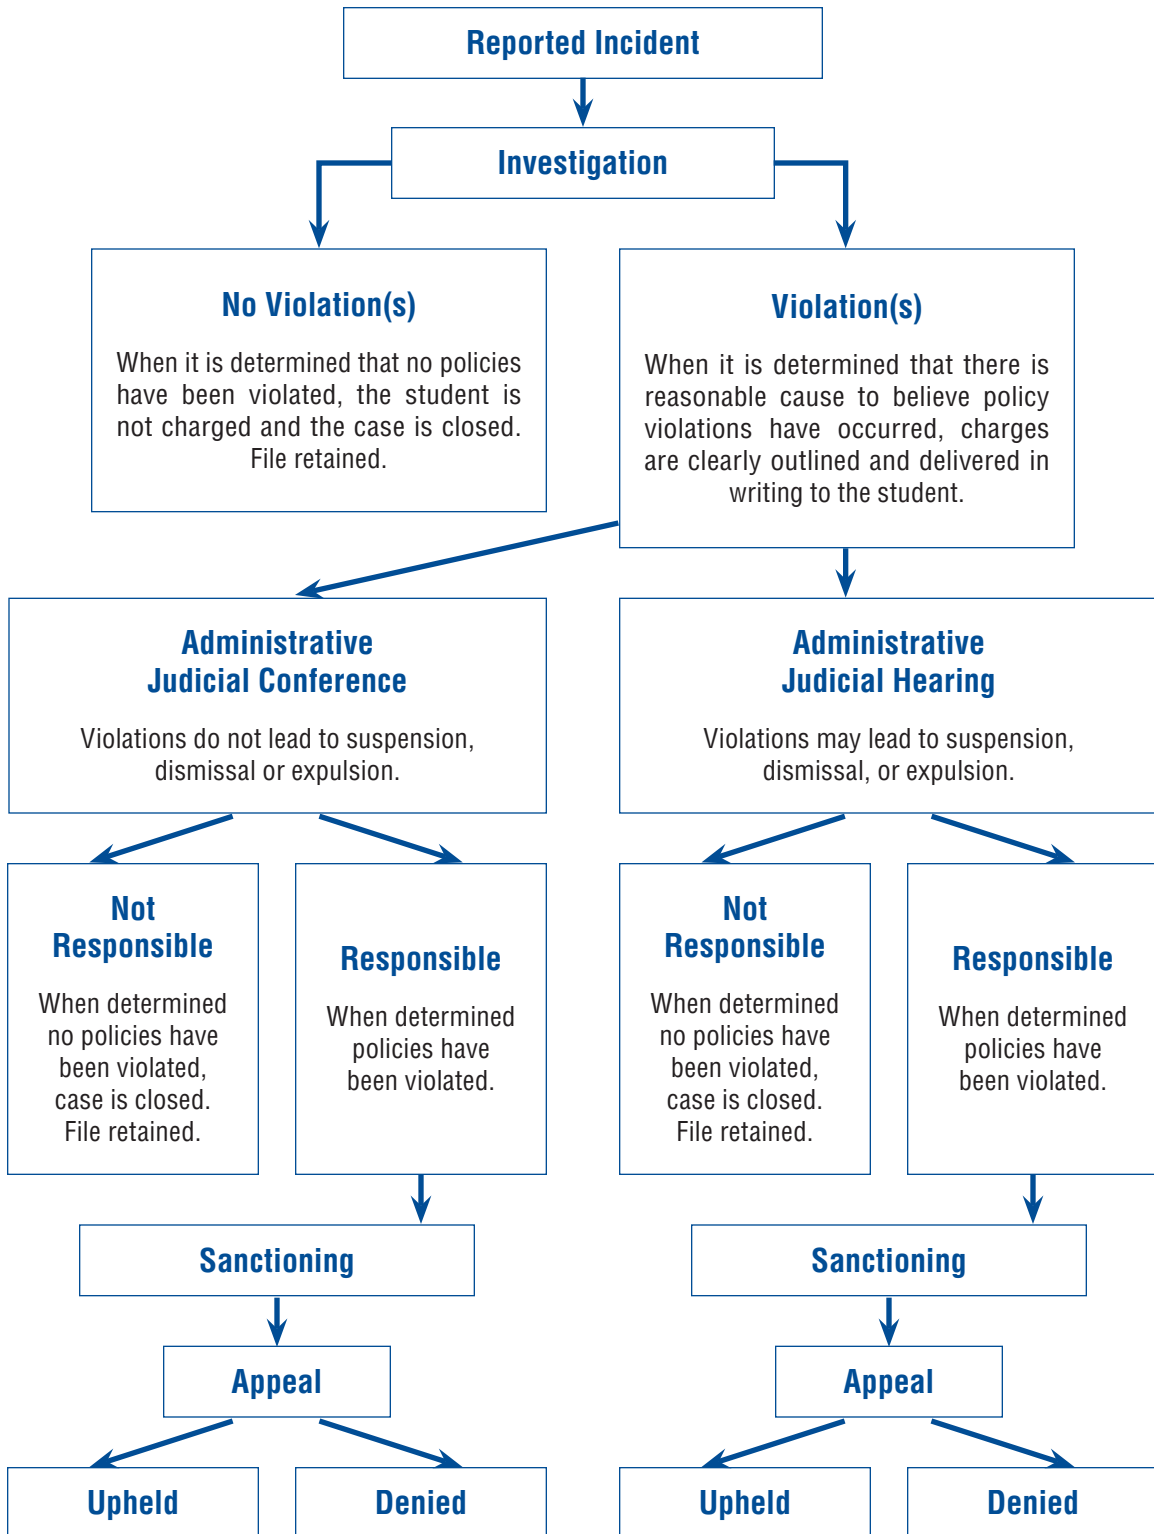 Reported Incident
Investigation
No Violation(s)
When it is determined that no policies
have been violated, the student is
not charged and the case is closed.
File retained.
Violation(s)
When it is determined that there is
reasonable cause to believe policy
violations have occurred, charges
are clearly outlined and delivered in
writing to the student.
Administrative
Judicial Conference
Violations do not lead to suspension,
dismissal or expulsion.
Administrative
Judicial Hearing
Violations may lead to suspension,
dismissal, or expulsion.
Not
Responsible
When determined
no policies have
been violated,
case is closed.
File retained.
Responsible
When determined
policies have
been violated.
Not
Responsible
When determined
no policies have
been violated,
case is closed.
File retained.
Responsible
When determined
policies have
been violated.
Sanctioning
Sanctioning
Appeal
Appeal
Upheld
Denied
Upheld
Denied